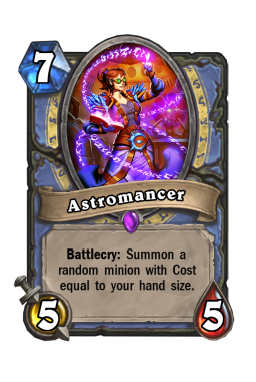 7
Astromancer
Battlecry: Summon a
random minion with Cost
equal to your hand size.
5
5